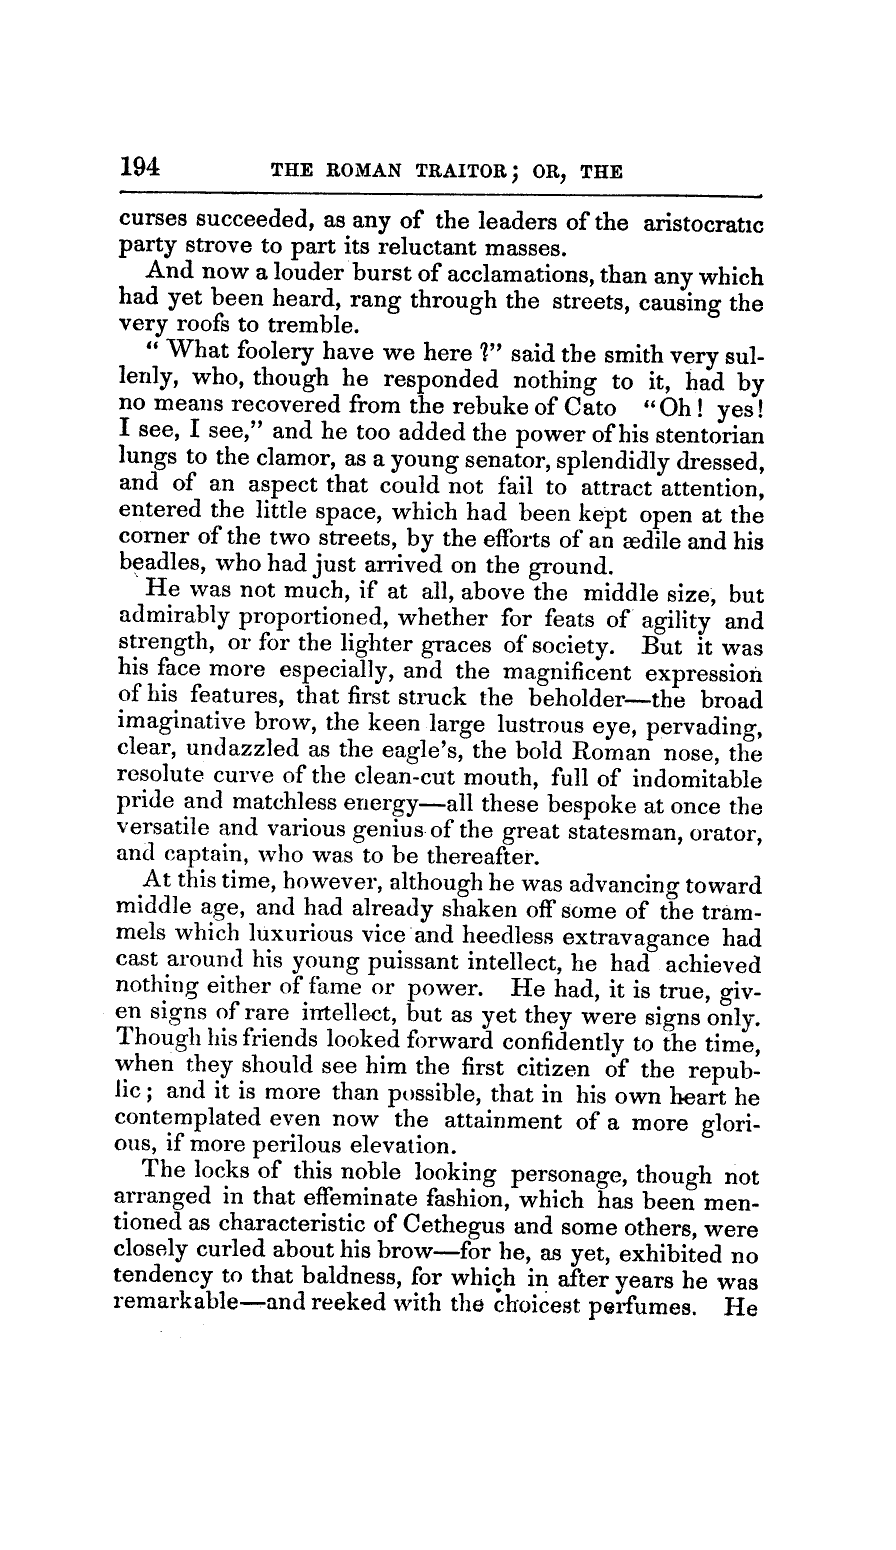 194 THE ROMAN TRAITOR; OR, THE
curses succeeded, as any of the leaders of the aristocratic
party strove to part its reluctant masses.
And now a louder burst of acclamations, than any which
had yet been heard, rang through the streets, causing the
very roofs to tremble.
“ What foolery have we here ?” said the smith very sul-
lenly, who, though he responded nothing to it, had by
no means recovered from the rebuke of Cato “Oh! yes!
I see, I see,” and he too added the power of his stentorian
lungs to the clamor, as a young senator, splendidly dressed,
and of an aspect that could not fail to attract attention,
entered the little space, which had been kept open at the
corner of the two streets, by the efforts of an ædile and his
beadles, who had just arrived on the ground.
He was not much, if at all, above the middle size, but
admirably proportioned, whether for feats of agility and
strength, or for the lighter graces of society. But it was
his face more especially, and the magnificent expression
of his features, that first struck the beholder—the broad
imaginative brow, the keen large lustrous eye, pervading,
clear, undazzled as the eagle’s, the bold Roman nose, the
resolute curve of the clean-cut mouth, full of indomitable
pride and matchless energy—all these bespoke at once the
versatile and various genius of the great statesman, orator,
and captain, who was to be thereafter.
At this time, however, although he was advancing toward
middle age, and had already shaken off some of the tram-
mels which luxurious vice and heedless extravagance had
cast around his young puissant intellect, he had achieved
nothing either of fame or power. He had, it is true, giv-
en signs of rare intellect, but as yet they were signs only.
Though his friends looked forward confidently to the time,
when they should see him the first citizen of the repub-
lic; and it is more than possible, that in his own heart he
contemplated even now the attainment of a more glori-
ous, if more perilous elevation.
The locks of this noble looking personage, though not
arranged in that effeminate fashion, which has been men-
tioned as characteristic of Cethegus and some others, were
closely curled about his brow—for he, as yet, exhibited no
tendency to that baldness, for which in after years he was
remarkable—and reeked with the choicest perfumes. He